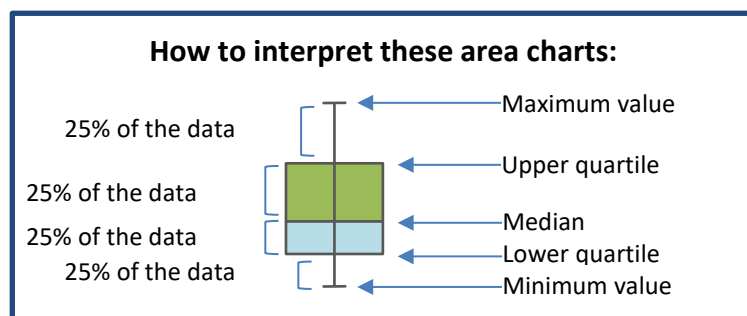 How to interpret these area charts:
Maximum value
25% of the data
Upper quartile
25% of the data
Median
25% of the data
Lower quartile
25% of the data
Minimum value